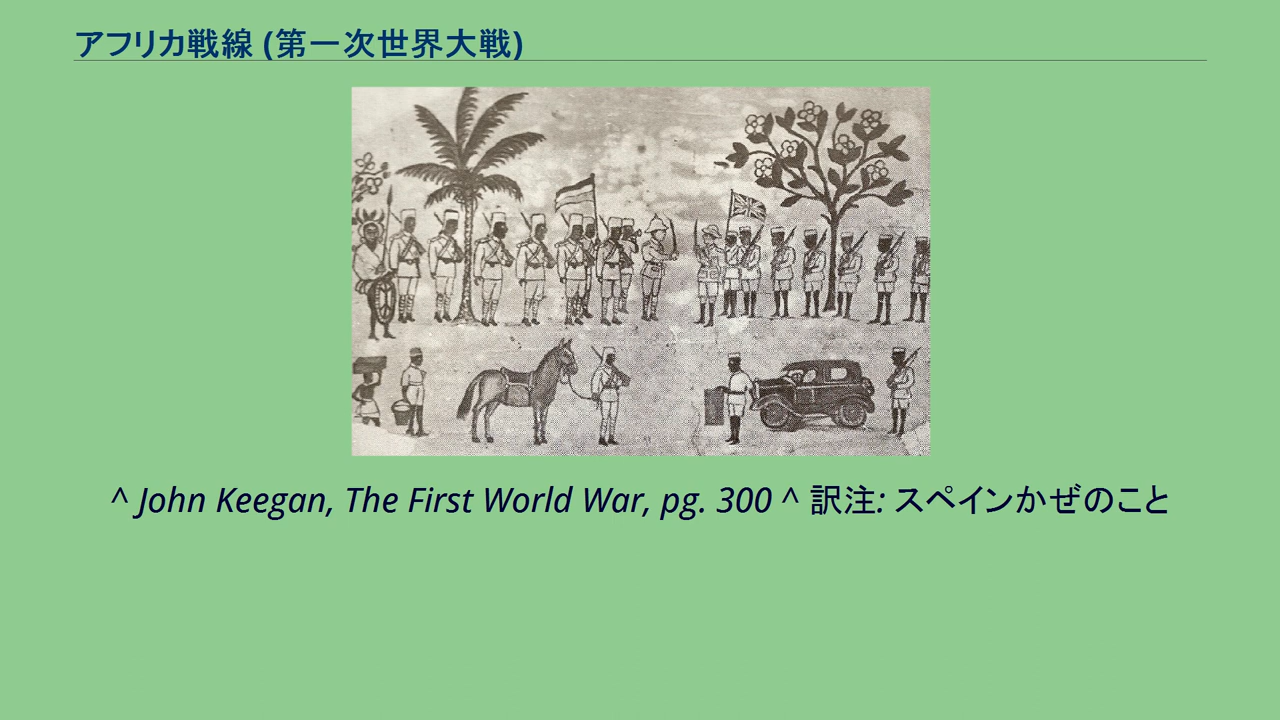 アフリカ戦線 (第一次世界大戦)
^ John Keegan, The First World War, pg. 300 ^ 訳注: スペインかぜのこと